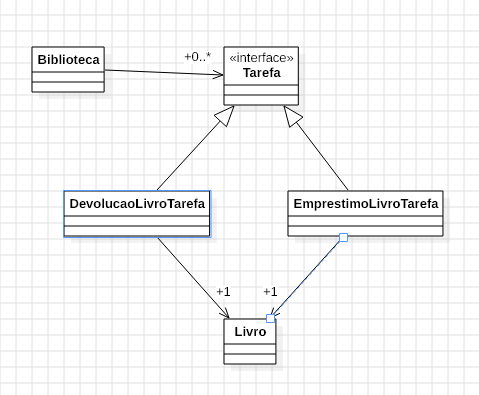 Biblioteca
+0..*
«interface»
Tarefa
DevolucaoLivroTarefa
EmprestimoLivroTarefa
+1
+1
Livro